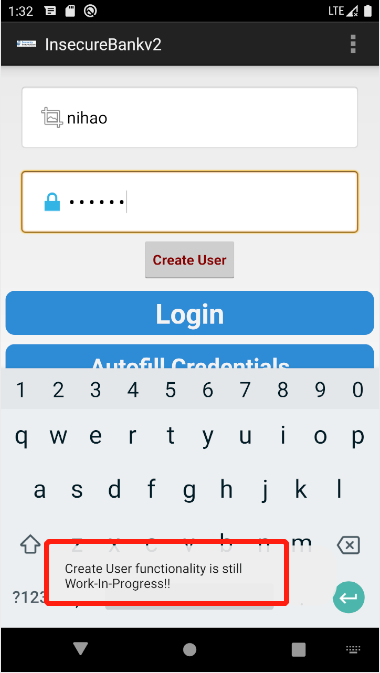 1:32 LTE
InsecureBankv2
nihao
••••••
Create User
Login
Autofill Credentials
1 2 3 4 5 6 7 8 9 0
q w e r t y u i o p
a s d f g h j k l
z x c v b n m
Create User functionality is still
Work-In-Progress!!
?123 , .